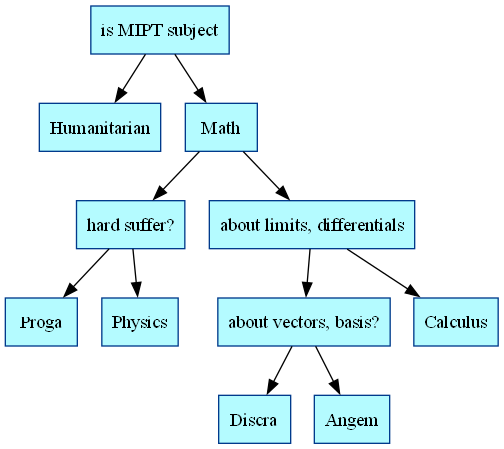 is MIPT subject
Humanitarian
Math
hard suffer?
about limits, differentials
Proga
Physics
about vectors, basis?
Calculus
Discra
Angem